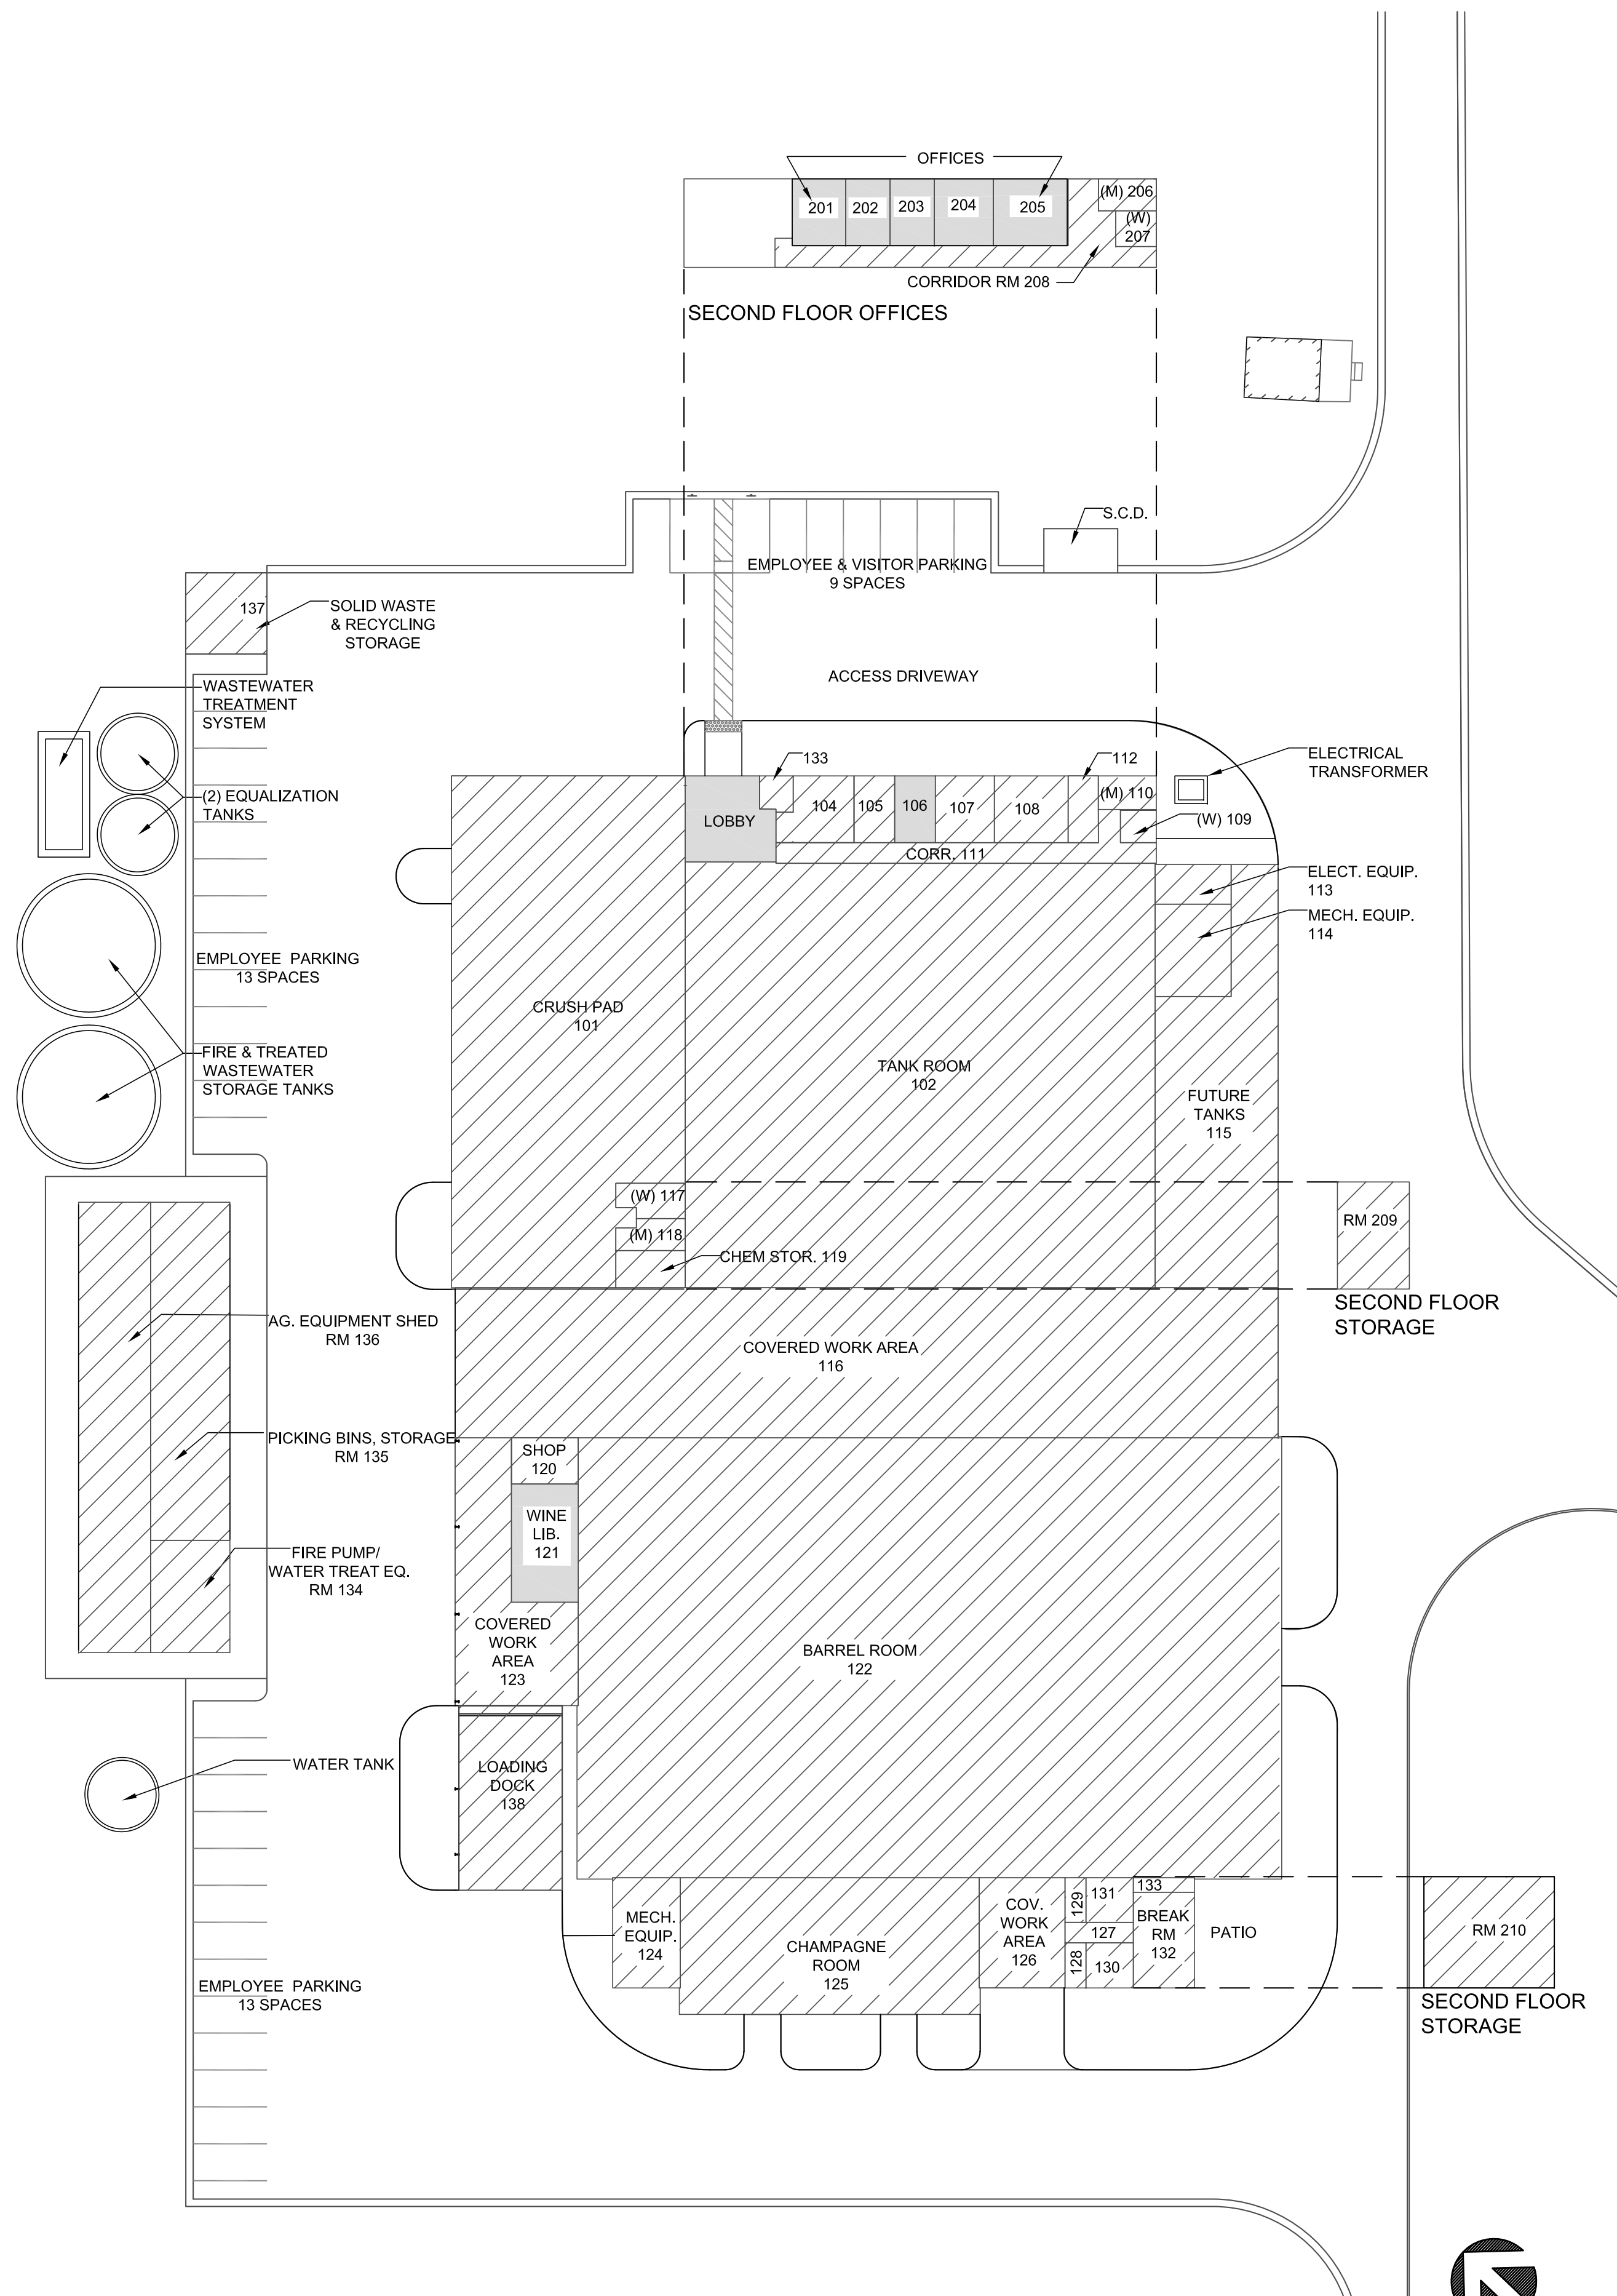 OFFICES
201
202
203
204
205
(M) 206
(W)
207
CORRIDOR RM 208
SECOND FLOOR OFFICES
S.C.D.
EMPLOYEE & VISITOR PARKING
9 SPACES
137
SOLID WASTE
& RECYCLING
STORAGE
ACCESS DRIVEWAY
WASTEWATER
TREATMENT
SYSTEM
(2) EQUALIZATION
TANKS
133
112
ELECTRICAL
TRANSFORMER
LOBBY
104
105
106
107
108
(M) 110
(W) 109
CORR. 111
ELECT. EQUIP.
113
MECH. EQUIP.
114
EMPLOYEE PARKING
13 SPACES
CRUSH PAD
101
FIRE & TREATED
WASTEWATER
STORAGE TANKS
TANK ROOM
102
FUTURE
TANKS
115
(W) 117
(M) 118
CHEM STOR. 119
RM 209
SECOND FLOOR
STORAGE
AG. EQUIPMENT SHED
RM 136
COVERED WORK AREA
116
PICKING BINS, STORAGE
RM 135
SHOP
120
WINE
LIB.
121
FIRE PUMP/
WATER TREAT EQ.
RM 134
COVERED
WORK
AREA
123
BARREL ROOM
122
WATER TANK
LOADING
DOCK
138
MECH.
EQUIP.
124
CHAMPAGNE
ROOM
125
COV.
WORK
AREA
126
129
131
127
128
130
133
BREAK
RM
132
PATIO
RM 210
SECOND FLOOR
STORAGE
EMPLOYEE PARKING
13 SPACES